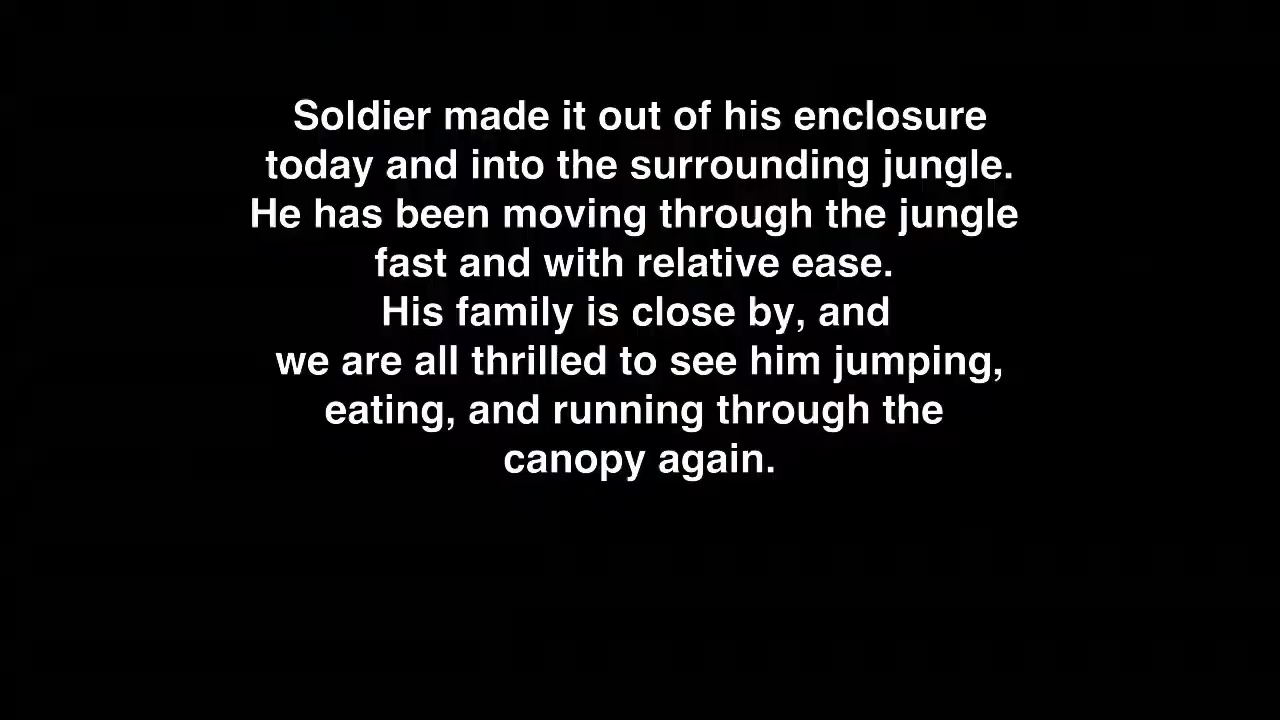 Soldier made it out of his enclosure
today and into the surrounding jungle.
He has been moving through the jungle
fast and with relative ease.
His family is close by, and
we are all thrilled to see him jumping,
eating, and running through the
canopy again.